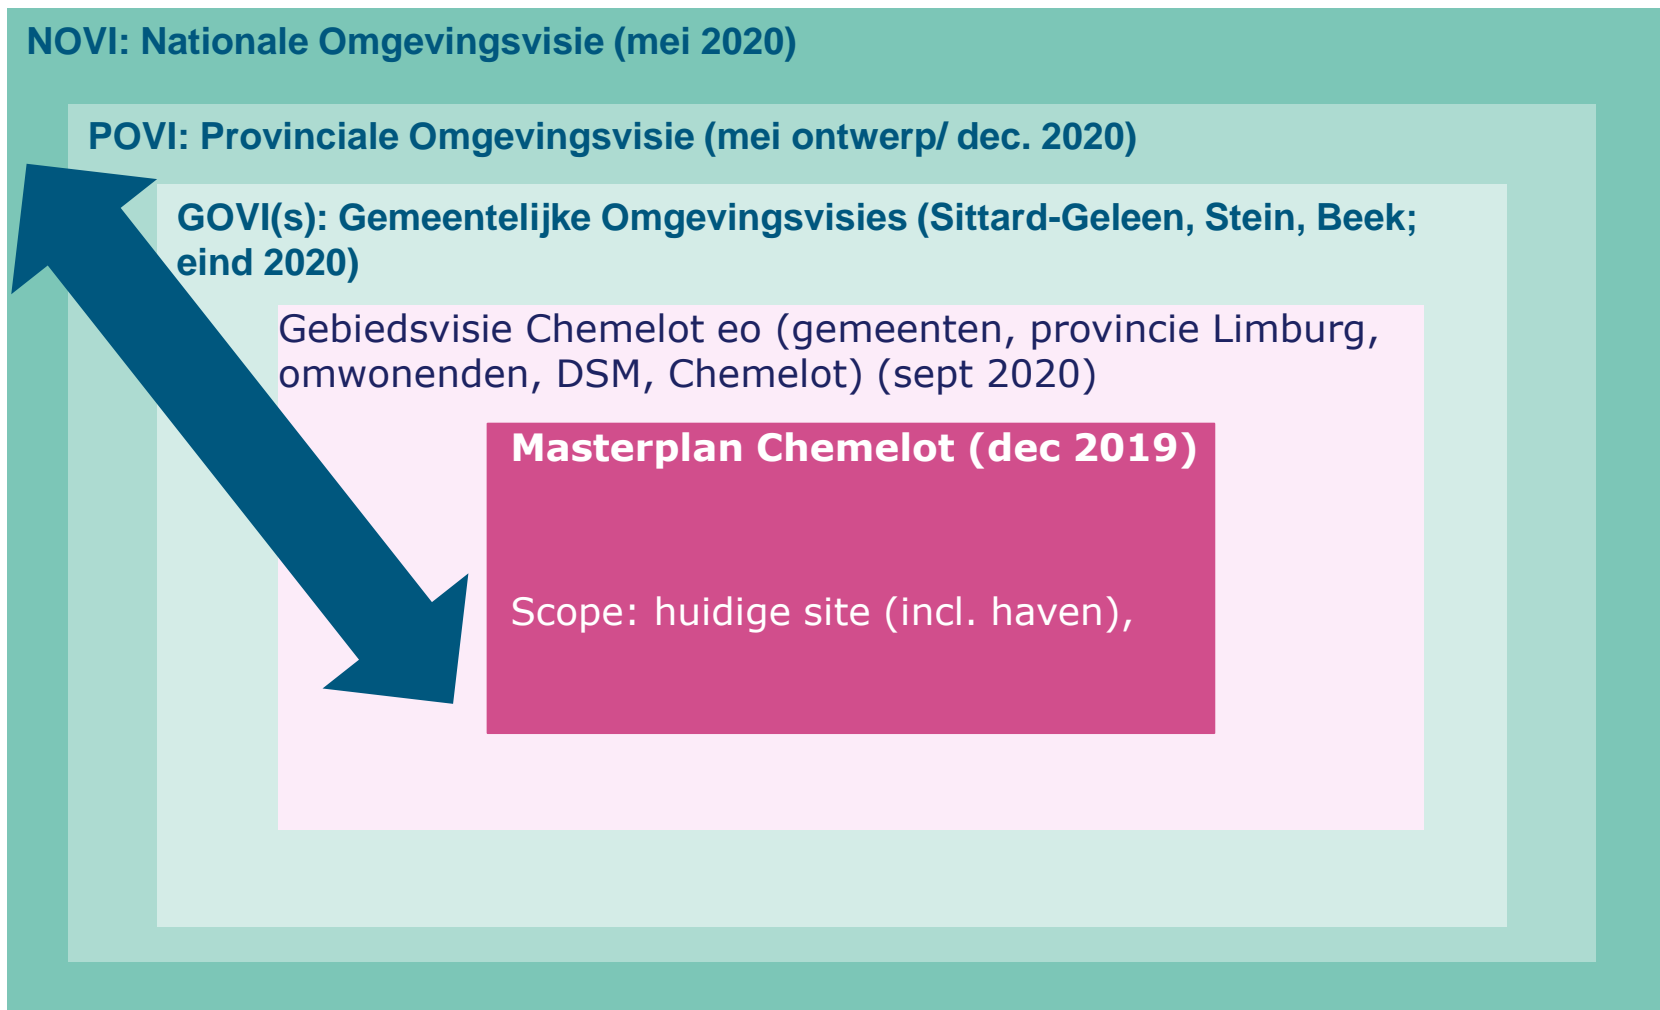 NOVI: Nationale Omgevingsvisie (mei 2020)
POVI: Provinciale Omgevingsvisie (mei ontwerp/ dec. 2020)
GOVI(s): Gemeentelijke Omgevingsvisies (Sittard-Geleen, Stein, Beek;
eind 2020)
Gebiedsvisie Chemelot eo (gemeenten, provincie Limburg,
omwonenden, DSM, Chemelot) (sept 2020)
Masterplan Chemelot (dec 2019)
Scope: huidige site (incl. haven),